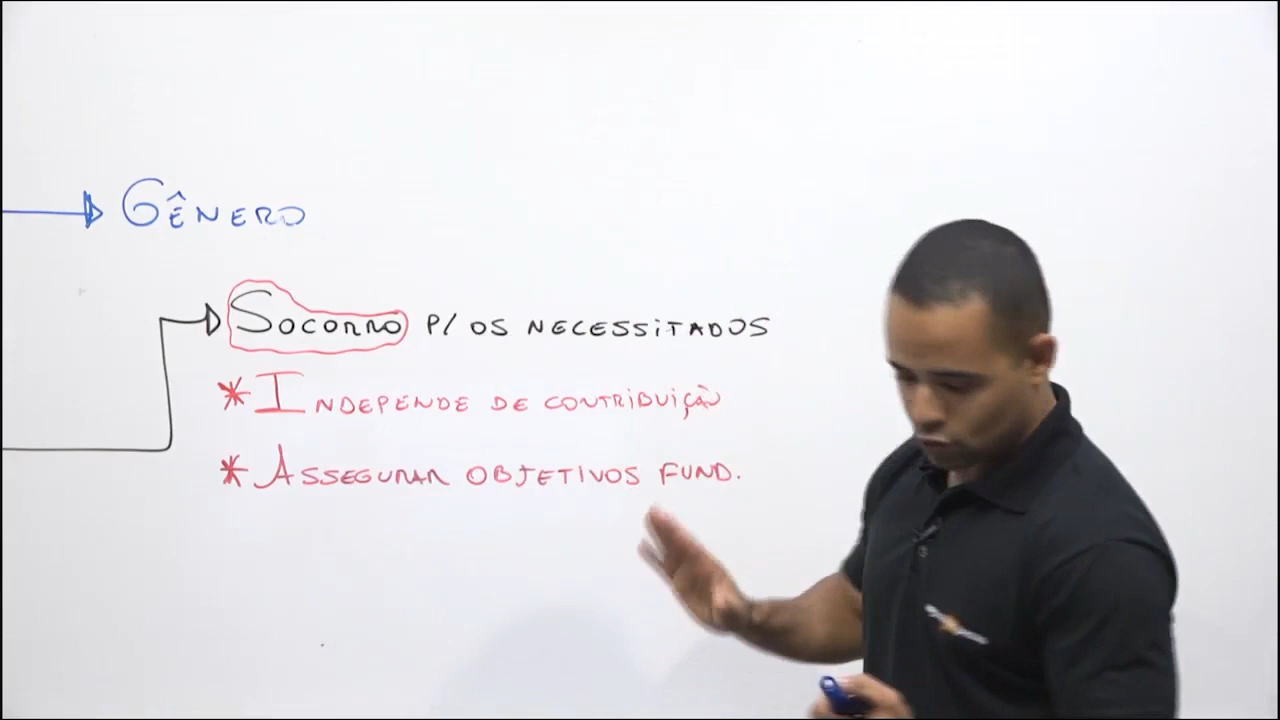 GÊNERO
SOCORRO P/ OS NECESSITADOS
* INDEPENDE DE CONTRIBUIÇÃO
* ASSEGURAR OBJETIVOS FUND.